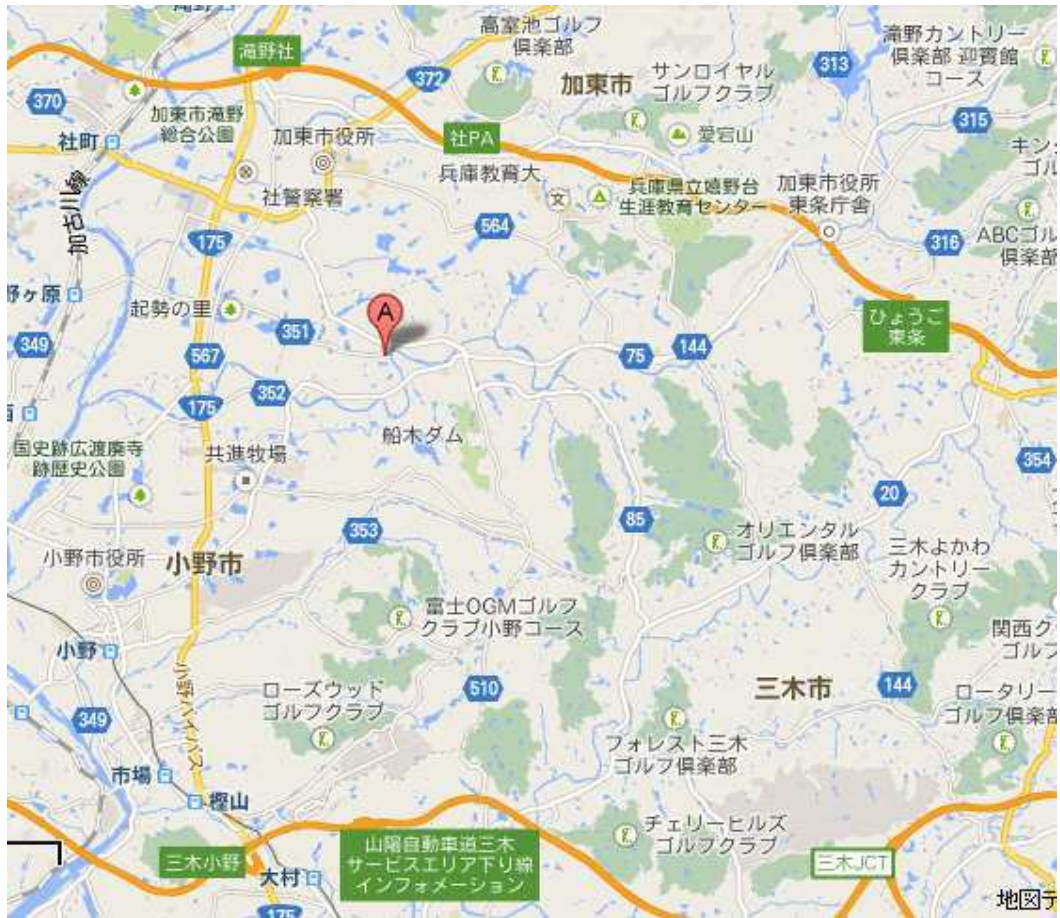 滝野
高室池ゴルフ
倶楽部
滝野カントリー
倶楽部 迎賓館
コース
滝野社
372
加東市
サンロイヤル
ゴルフクラブ
313
370
加東市滝野
総合公園
加東市役所
社PA
愛宕山
315
社町
社警察署
兵庫教育大
兵庫県立嬉野台
生涯教育センター
加東市役所
東条庁舎
キン
ゴル
加古川線
175
564
316
ABCゴル
倶楽部
野ヶ原
起勢の里
351
ひょうご
東条
349
567
75
144
352
175
船木ダム
国史跡広渡廃寺
跡歴史公園
共進牧場
354
20
353
85
オリエンタル
ゴルフ倶楽部
小野市役所
小野市
三木よかわ
カントリー
クラブ
富士OGMゴルフ
クラブ小野コース
関西ク
ゴルフ
小野
小野バイパス
ローズウッド
ゴルフクラブ
510
三木市
144
ロータリー
ゴルフ倶楽部
349
フォレスト三木
ゴルフ倶楽部
市場
樫山
チェリーヒルズ
ゴルフクラブ
三木小野
山陽自動車道三木
サービスエリア下り線
インフォメーション
三木JCT
大村
175
地図デ
A